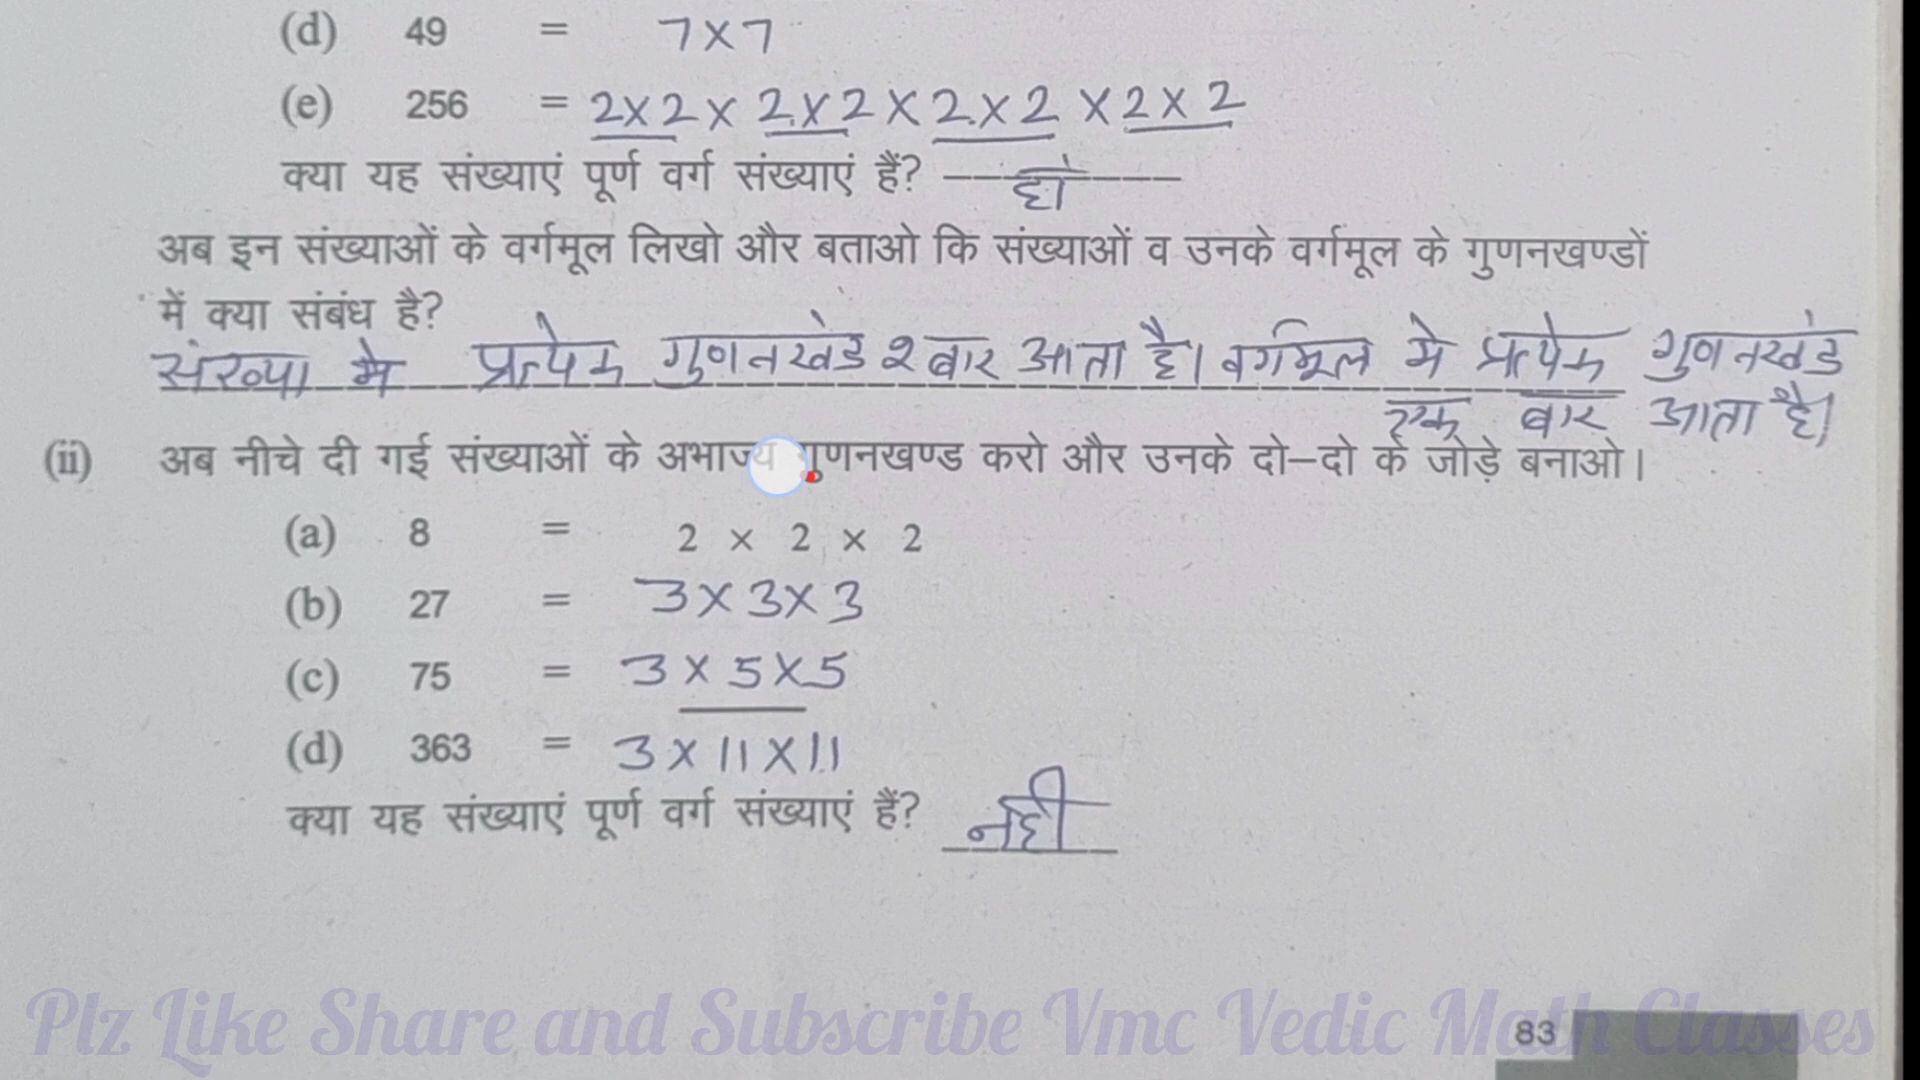 (d) 49 = 7×7
(e) 256 = 2×2×2×2×2×2×2×2
क्या यह संख्याएं पूर्ण वर्ग संख्याएं हैं? हां
अब इन संख्याओं के वर्गमूल लिखो और बताओ कि संख्याओं व उनके वर्गमूल के गुणनखण्डों
में क्या संबंध है?
संख्या मे प्रत्येक गुणनखंड २ बार आता है। वर्गमूल मे प्रत्येक गुणनखंड
एक बार आता है।
(ii) अब नीचे दी गई संख्याओं के अभाज्य गुणनखण्ड करो और उनके दो–दो के जोड़े बनाओ।
(a) 8 = 2 × 2 × 2
(b) 27 = 3×3×3
(c) 75 = 3×5×5
(d) 363 = 3×11×11
क्या यह संख्याएं पूर्ण वर्ग संख्याएं हैं? नही
Plz Like Share and Subscribe Vmc Vedic Math Classes
83